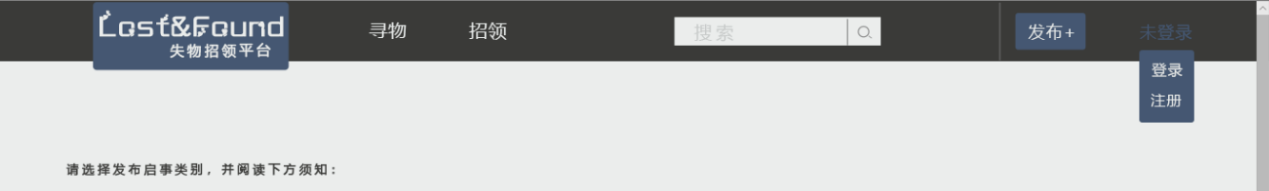 Lost&Found
失物招领平台
寻物
招领
搜索
发布+
未登录
登录
注册
请选择发布启事类别，并阅读下方须知：